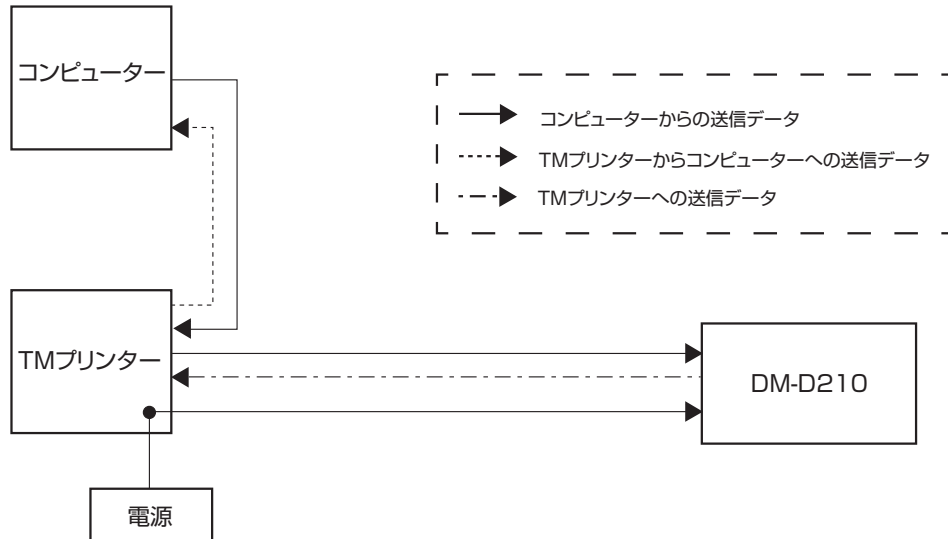 コンピューター
コンピューターからの送信データ
TMプリンターからコンピューターへの送信データ
TMプリンターへの送信データ
TMプリンター
DM-D210
電源